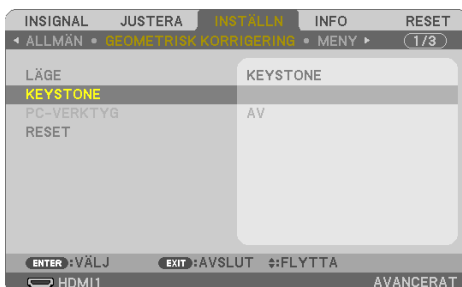 INSIGNAL JUSTERA INSTÄLLN INFO RESET
◂ ALLMÄN • GEOMETRISK KORRIGERING • MENY ▸ 1/3
LÄGE KEYSTONE
KEYSTONE
PC-VERKTYG AV
RESET
ENTER :VÄLJ EXIT :AVSLUT ◆:FLYTTA
HDMI1 AVANCERAT